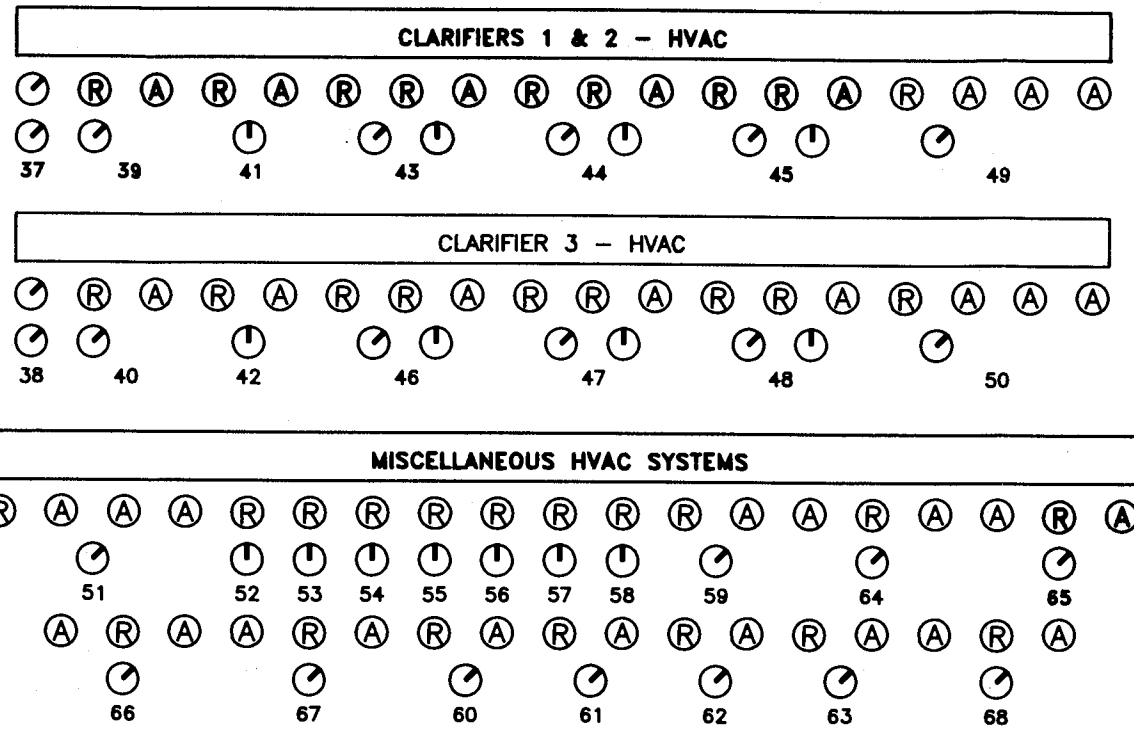 CLARIFIERS 1 & 2 – HVAC
R A R A R R A R R A R R A R A A A
37 39 41 43 44 45 49
CLARIFIER 3 – HVAC
R A R A R R A R R A R R A R A A A
38 40 42 46 47 48 50
MISCELLANEOUS HVAC SYSTEMS
R A A A R R R R R R R R A A R A A R A
51 52 53 54 55 56 57 58 59 64 65
A R A A R A R A R A R A R A A R A
66 67 60 61 62 63 68